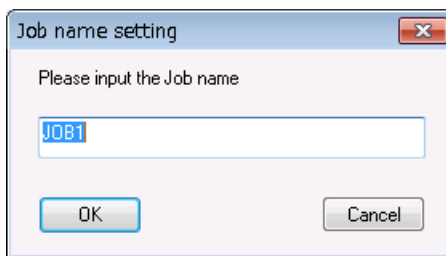 Job name setting
Please input the Job name
JOB1
OK
Cancel